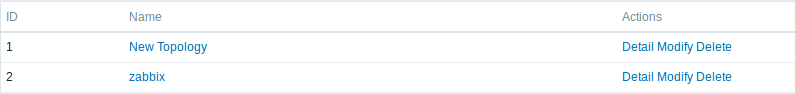 ID Name Actions
1 New Topology Detail Modify Delete
2 zabbix Detail Modify Delete